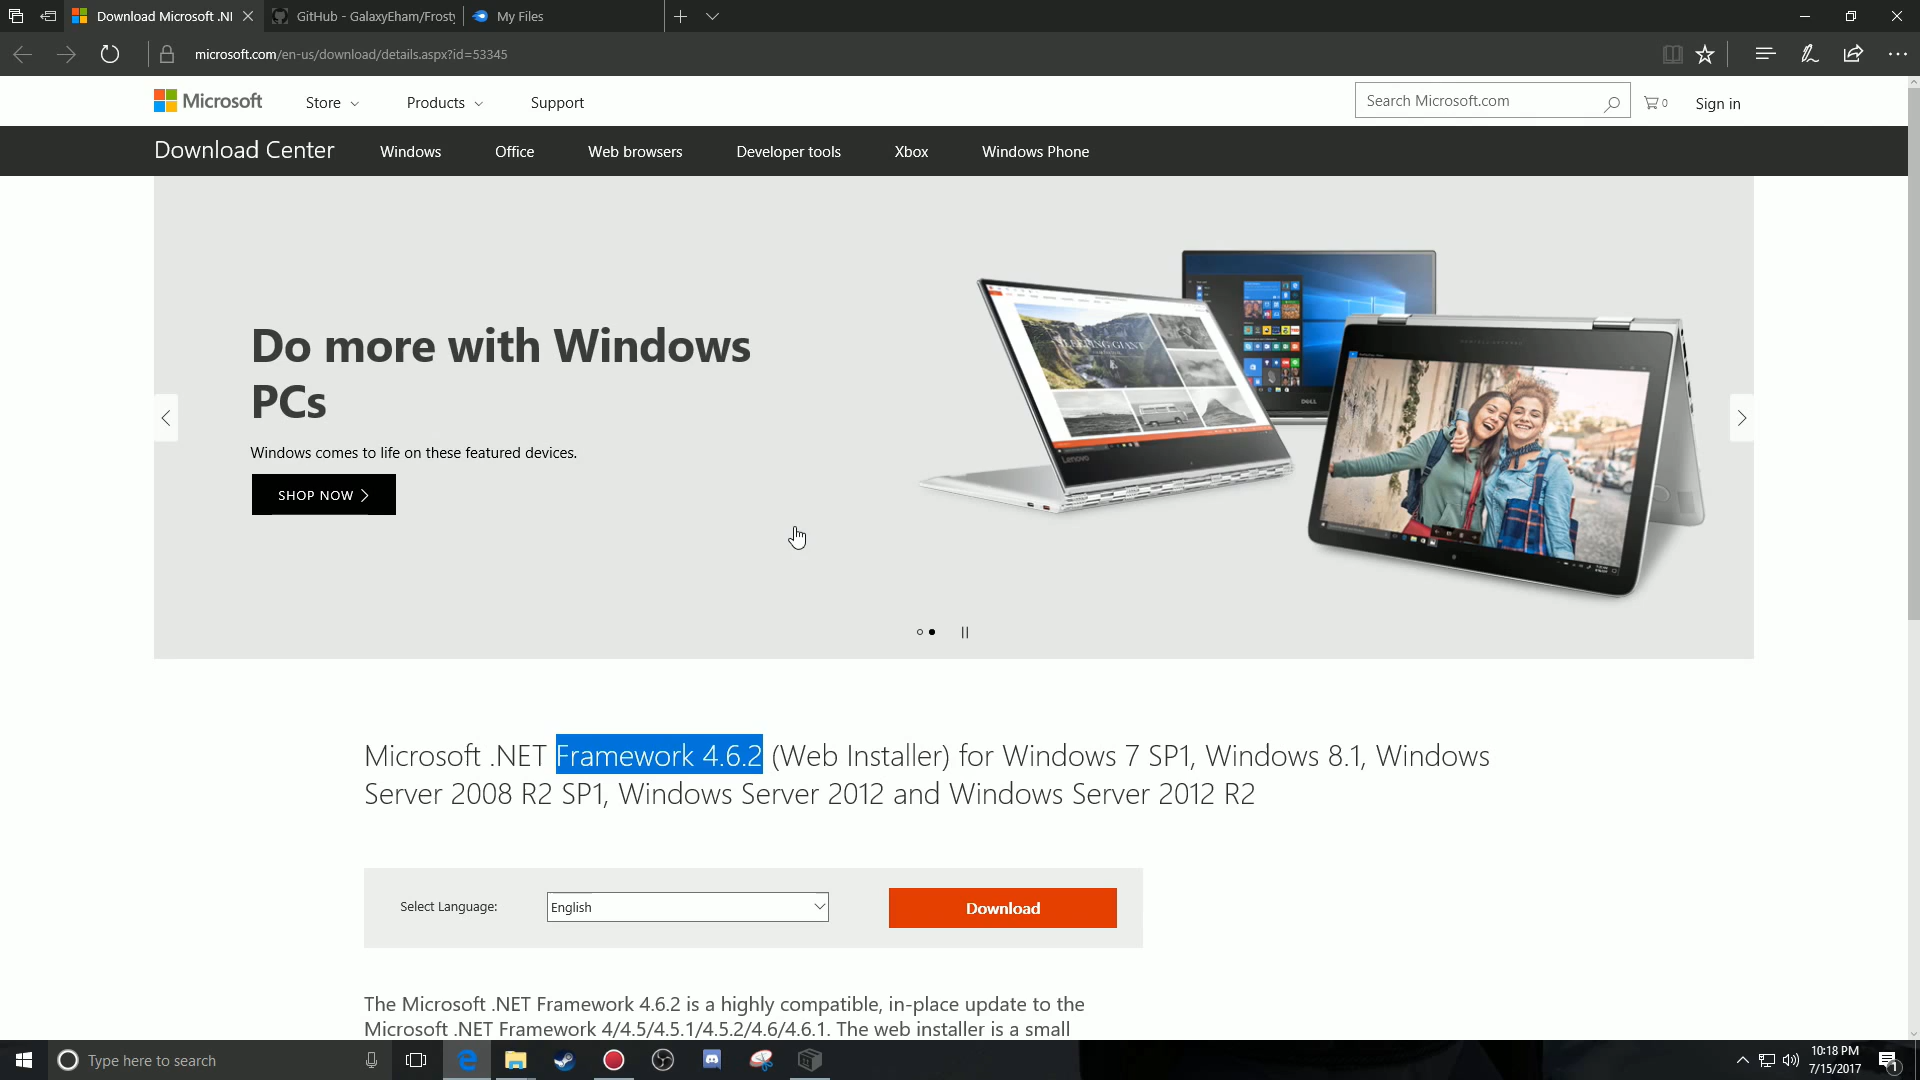 Download Microsoft .NI
GitHub - GalaxyEham/Frosty
My Files
microsoft.com/en-us/download/details.aspx?id=53345
Microsoft
Store
Products
Support
Search Microsoft.com
0
Sign in
Download Center
Windows
Office
Web browsers
Developer tools
Xbox
Windows Phone
Do more with Windows
PCs
Windows comes to life on these featured devices.
SHOP NOW
SLEEPING GIANT
Lenovo
DELL
Microsoft .NET Framework 4.6.2 (Web Installer) for Windows 7 SP1, Windows 8.1, Windows
Server 2008 R2 SP1, Windows Server 2012 and Windows Server 2012 R2
Select Language:
English
Download
The Microsoft .NET Framework 4.6.2 is a highly compatible, in-place update to the
Microsoft .NET Framework 4/4.5/4.5.1/4.5.2/4.6/4.6.1. The web installer is a small
Type here to search
10:18 PM
7/15/2017
1